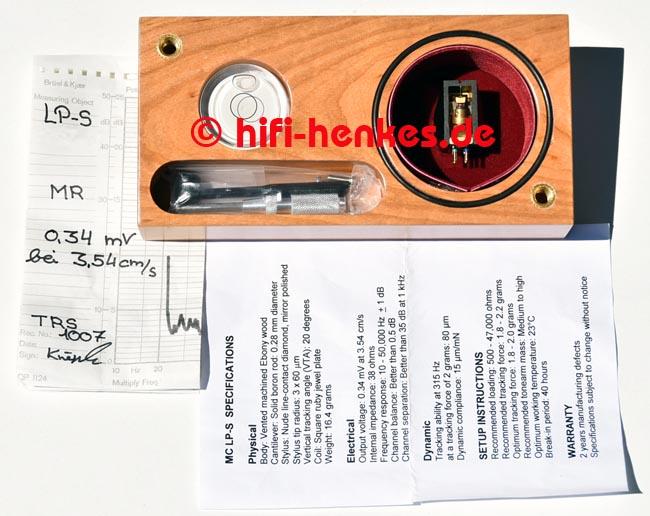 © hifi-henkes.de
Brüel & Kjær
Measuring Object
LP-S
MR
0,34 mV
bei 3,54 cm/s
Rec. No.:
TRS
1007
Date:
Sign.:
QP 1124
Multiply Freq
10 Hz 20
MC LP-S SPECIFICATIONS
Physical
Body: Vented machined Ebony wood
Cantilever: Solid boron rod: 0.28 mm diameter
Stylus: Nude line-contact diamond, mirror polished
Stylus tip radius: 3 x 60 µm
Vertical tracking angle (VTA): 20 degrees
Coil: Square ruby jewel plate
Weight: 16.4 grams
Electrical
Output voltage: 0.34 mV at 3.54 cm/s
Internal impedance: 38 ohms
Frequency response: 10 - 50,000 Hz ± 1 dB
Channel balance: Better than 0.5 dB
Channel separation: Better than 35 dB at 1 kHz
Dynamic
Tracking ability at 315 Hz
at a tracking force of 2 grams: 80 µm
Dynamic compliance: 15 µm/mN
SETUP INSTRUCTIONS
Recommended loading: 500 - 47,000 ohms
Recommended tracking force: 1.8 - 2.2 grams
Optimum tracking force: 1.8 - 2.0 grams
Recommended tonearm mass: Medium to high
Optimum working temperature: 23°C
Break-in period: 40 hours
WARRANTY
2 years manufacturing defects
Specifications subject to change without notice